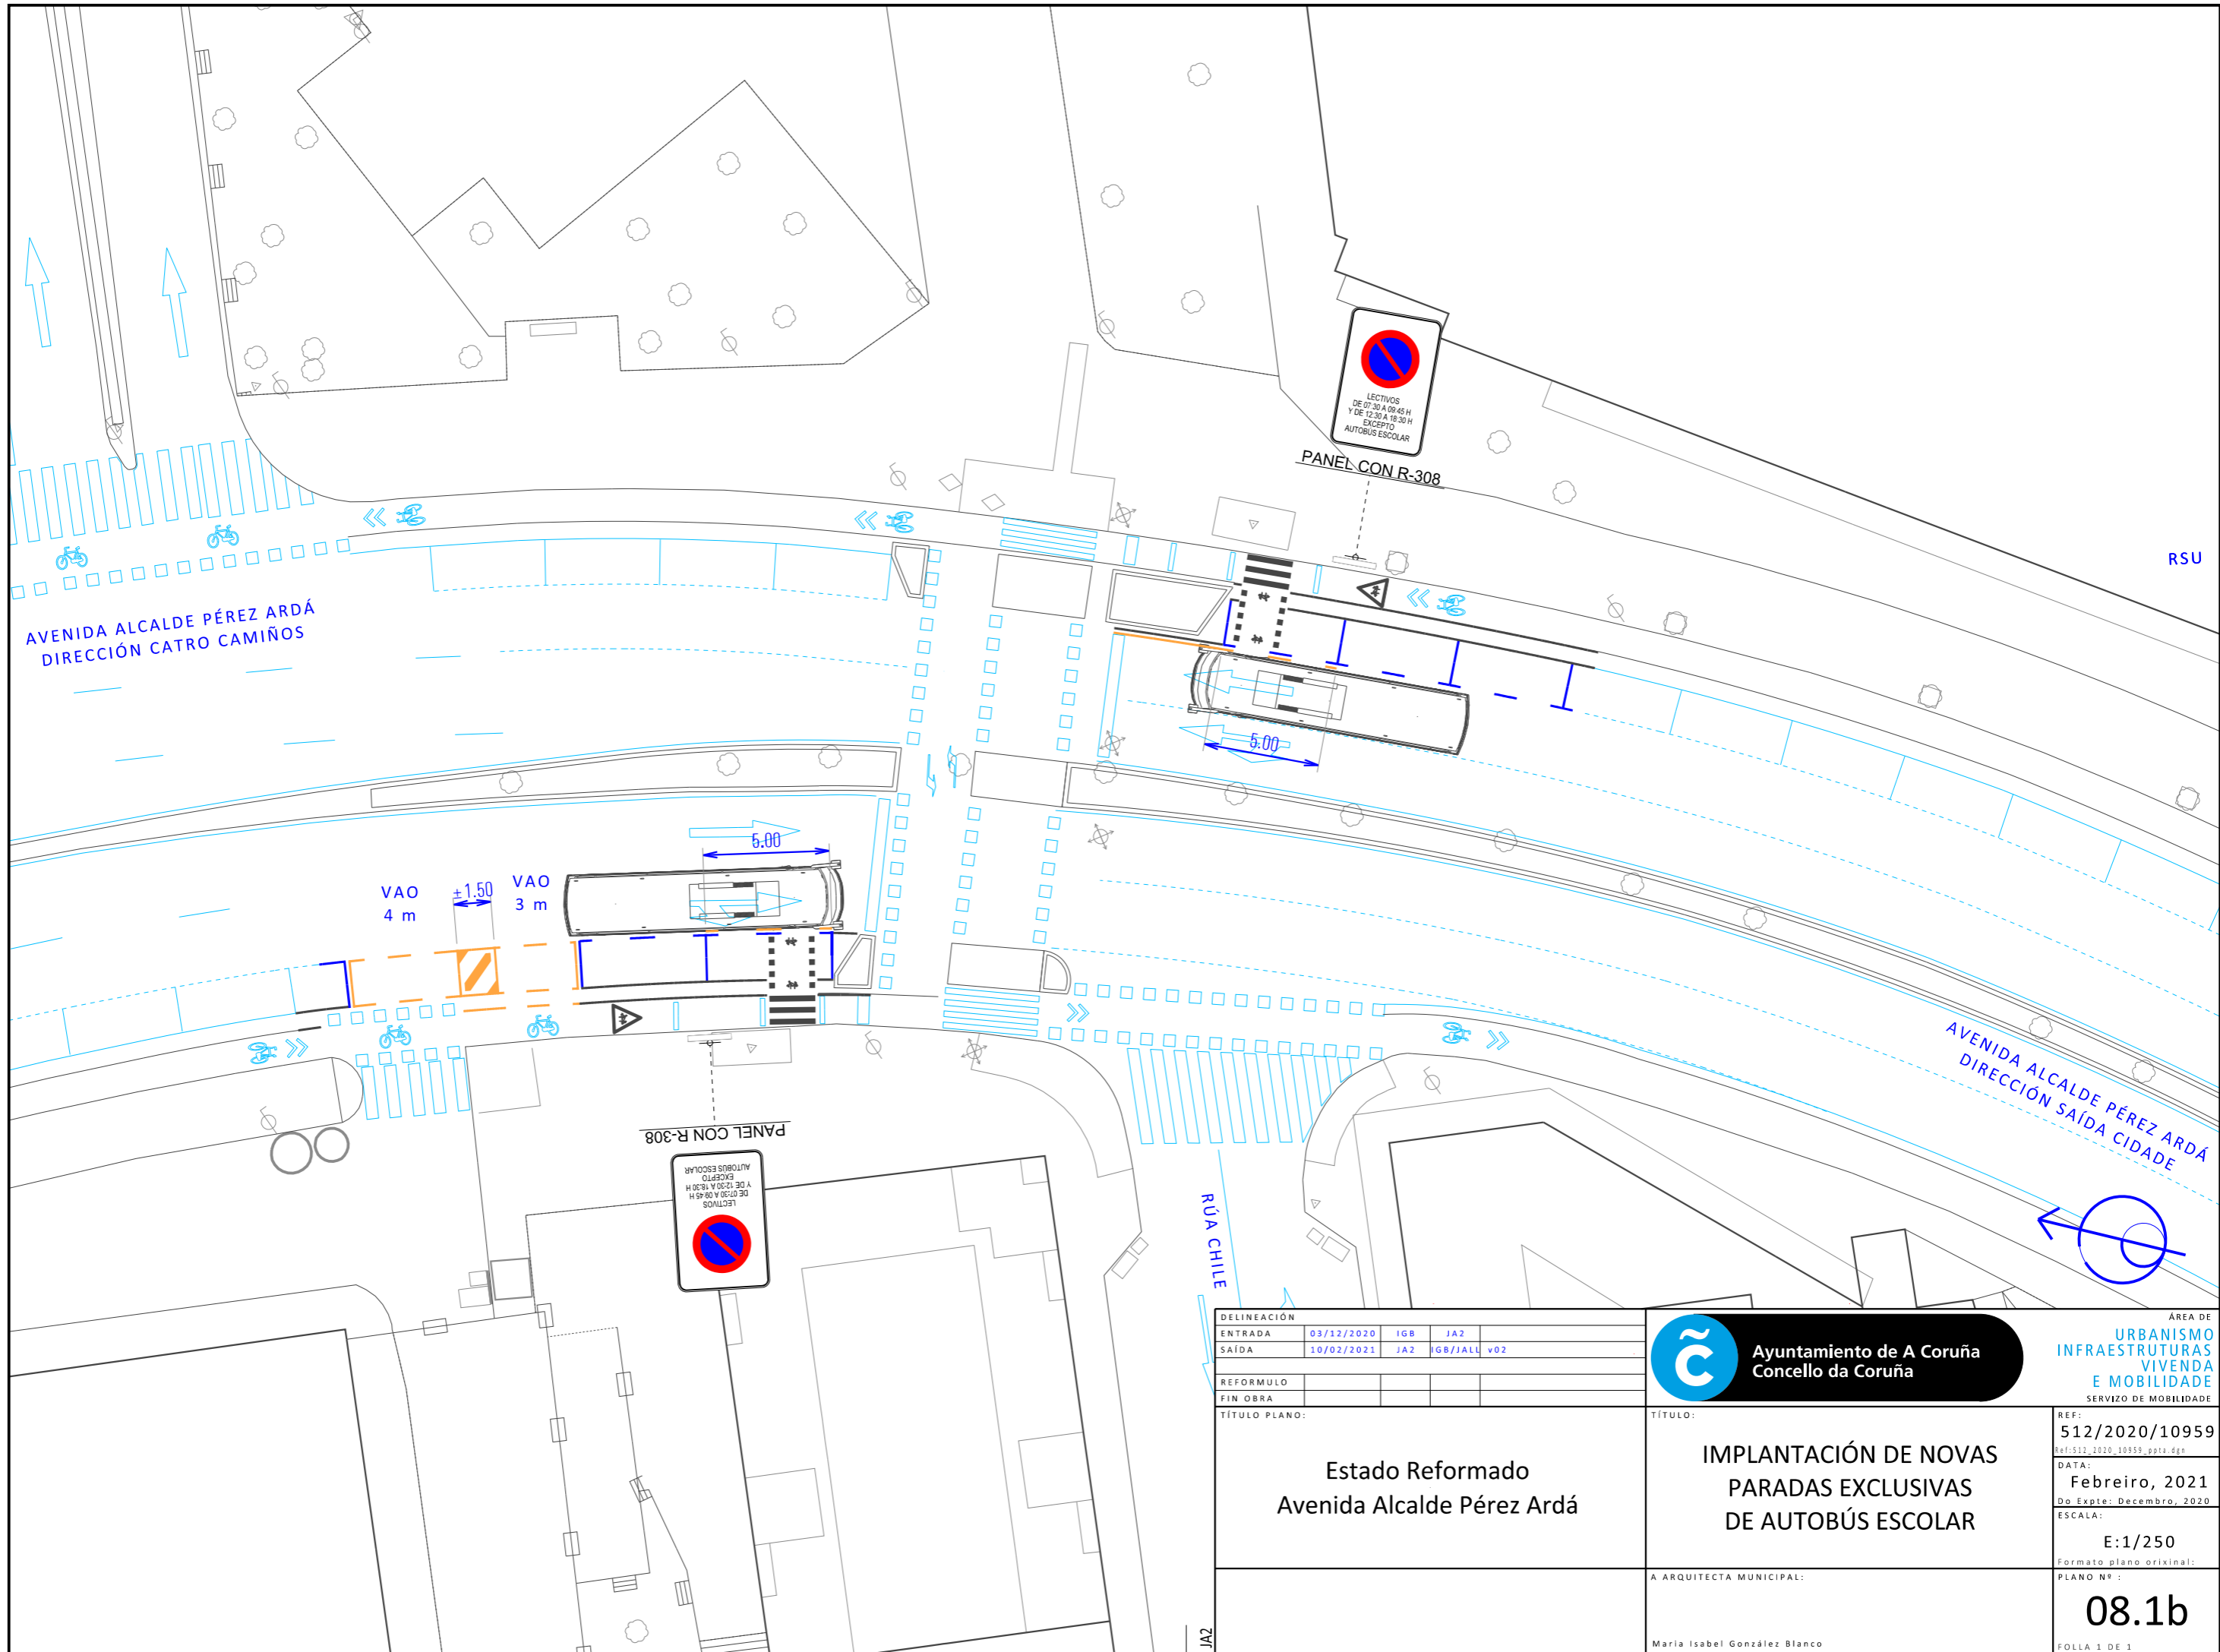 LECTIVOS
DE 07:30 A 09:45 H
Y DE 12:30 A 18:30 H
EXCEPTO
AUTOBÚS ESCOLAR
PANEL CON R-308
RSU
AVENIDA ALCALDE PÉREZ ARDÁ
DIRECCIÓN CATRO CAMIÑOS
5.00
5.00
VAO
4 m
±1.50
VAO
3 m
AVENIDA ALCALDE PÉREZ ARDÁ
DIRECCIÓN SAÍDA CIDADE
PANEL CON R-308
LECTIVOS
DE 07:30 A 09:45 H
Y DE 12:30 A 18:30 H
EXCEPTO
AUTOBÚS ESCOLAR
RÚA CHILE
DELINEACIÓN
ENTRADA 03/12/2020 IGB JA2
SAÍDA 10/02/2021 JA2 IGB/JALL v02
REFORMULO
FIN OBRA
Ayuntamiento de A Coruña
Concello da Coruña
ÁREA DE
URBANISMO
INFRAESTRUTURAS
VIVENDA
E MOBILIDADE
SERVIZO DE MOBILIDADE
TÍTULO PLANO:
Estado Reformado
Avenida Alcalde Pérez Ardá
TÍTULO:
IMPLANTACIÓN DE NOVAS
PARADAS EXCLUSIVAS
DE AUTOBÚS ESCOLAR
REF:
512/2020/10959
Ref:512_2020_10959_ppta.dgn
DATA:
Febreiro, 2021
Do Expte: Decembro, 2020
ESCALA:
E:1/250
Formato plano orixinal:
A ARQUITECTA MUNICIPAL:
Maria Isabel González Blanco
PLANO Nº :
08.1b
FOLLA 1 DE 1
JA2